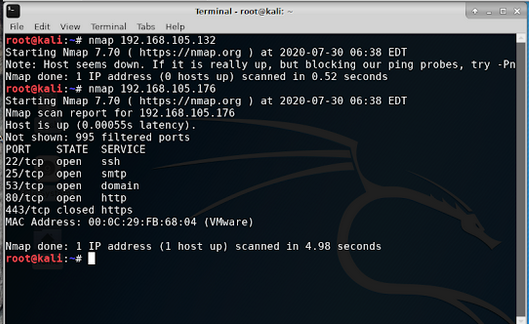 Terminal - root@kali: ~
File Edit View Terminal Tabs Help
root@kali:~# nmap 192.168.105.132
Starting Nmap 7.70 ( https://nmap.org ) at 2020-07-30 06:38 EDT
Note: Host seems down. If it is really up, but blocking our ping probes, try -Pn
Nmap done: 1 IP address (0 hosts up) scanned in 0.52 seconds
root@kali:~# nmap 192.168.105.176
Starting Nmap 7.70 ( https://nmap.org ) at 2020-07-30 06:38 EDT
Nmap scan report for 192.168.105.176
Host is up (0.00055s latency).
Not shown: 995 filtered ports
PORT STATE SERVICE
22/tcp open ssh
25/tcp open smtp
53/tcp open domain
80/tcp open http
443/tcp closed https
MAC Address: 00:0C:29:FB:68:04 (VMware)
Nmap done: 1 IP address (1 host up) scanned in 4.98 seconds
root@kali:~#